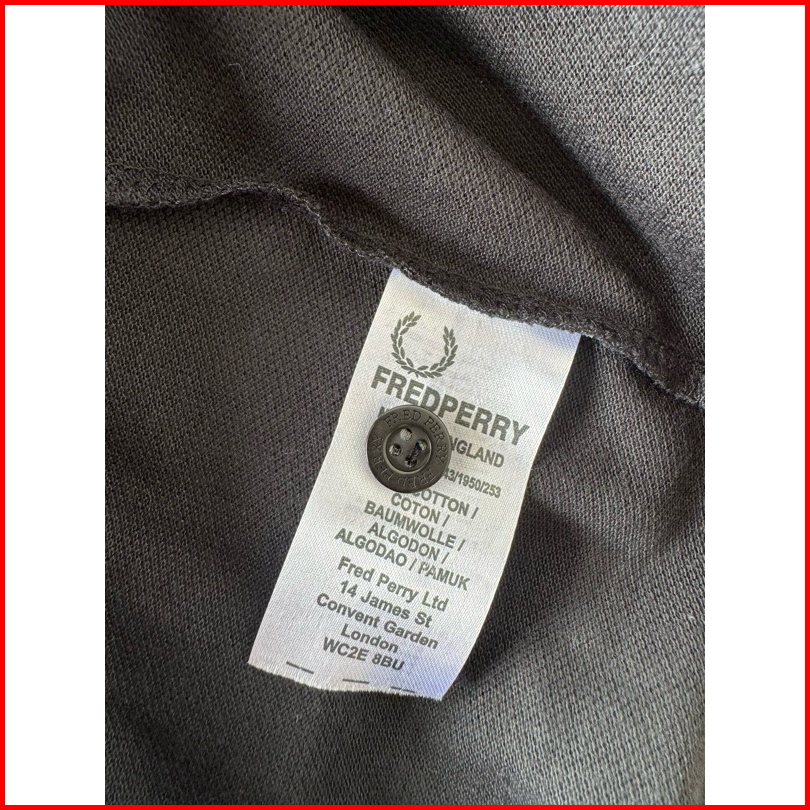 FREDPERRY
FRED PERRY
COTTON /
COTON /
BAUMWOLLE /
ALGODON /
ALGODAO / PAMUK
Fred Perry Ltd
14 James St
Convent Garden
London
WC2E 8BU